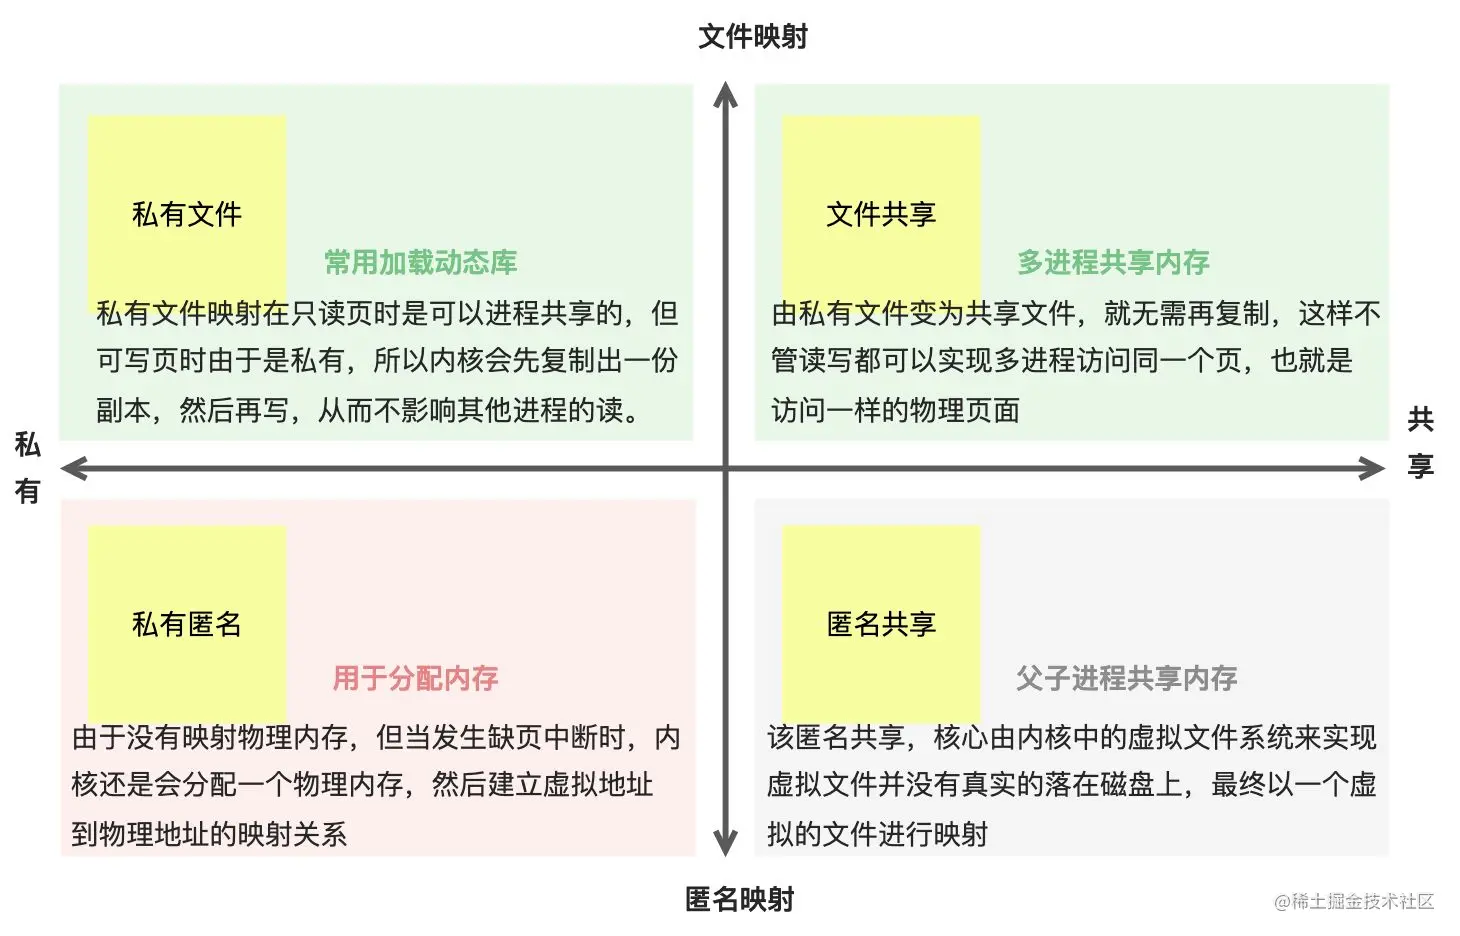 文件映射
私有文件
常用加载动态库
私有文件映射在只读页时是可以进程共享的，但
可写页时由于是私有，所以内核会先复制出一份
副本，然后再写，从而不影响其他进程的读。
文件共享
多进程共享内存
由私有文件变为共享文件，就无需再复制，这样不
管读写都可以实现多进程访问同一个页，也就是
访问一样的物理页面
私
有
共
享
私有匿名
用于分配内存
由于没有映射物理内存，但当发生缺页中断时，内
核还是会分配一个物理内存，然后建立虚拟地址
到物理地址的映射关系
匿名共享
父子进程共享内存
该匿名共享，核心由内核中的虚拟文件系统来实现
虚拟文件并没有真实的落在磁盘上，最终以一个虚
拟的文件进行映射
匿名映射
@稀土掘金技术社区